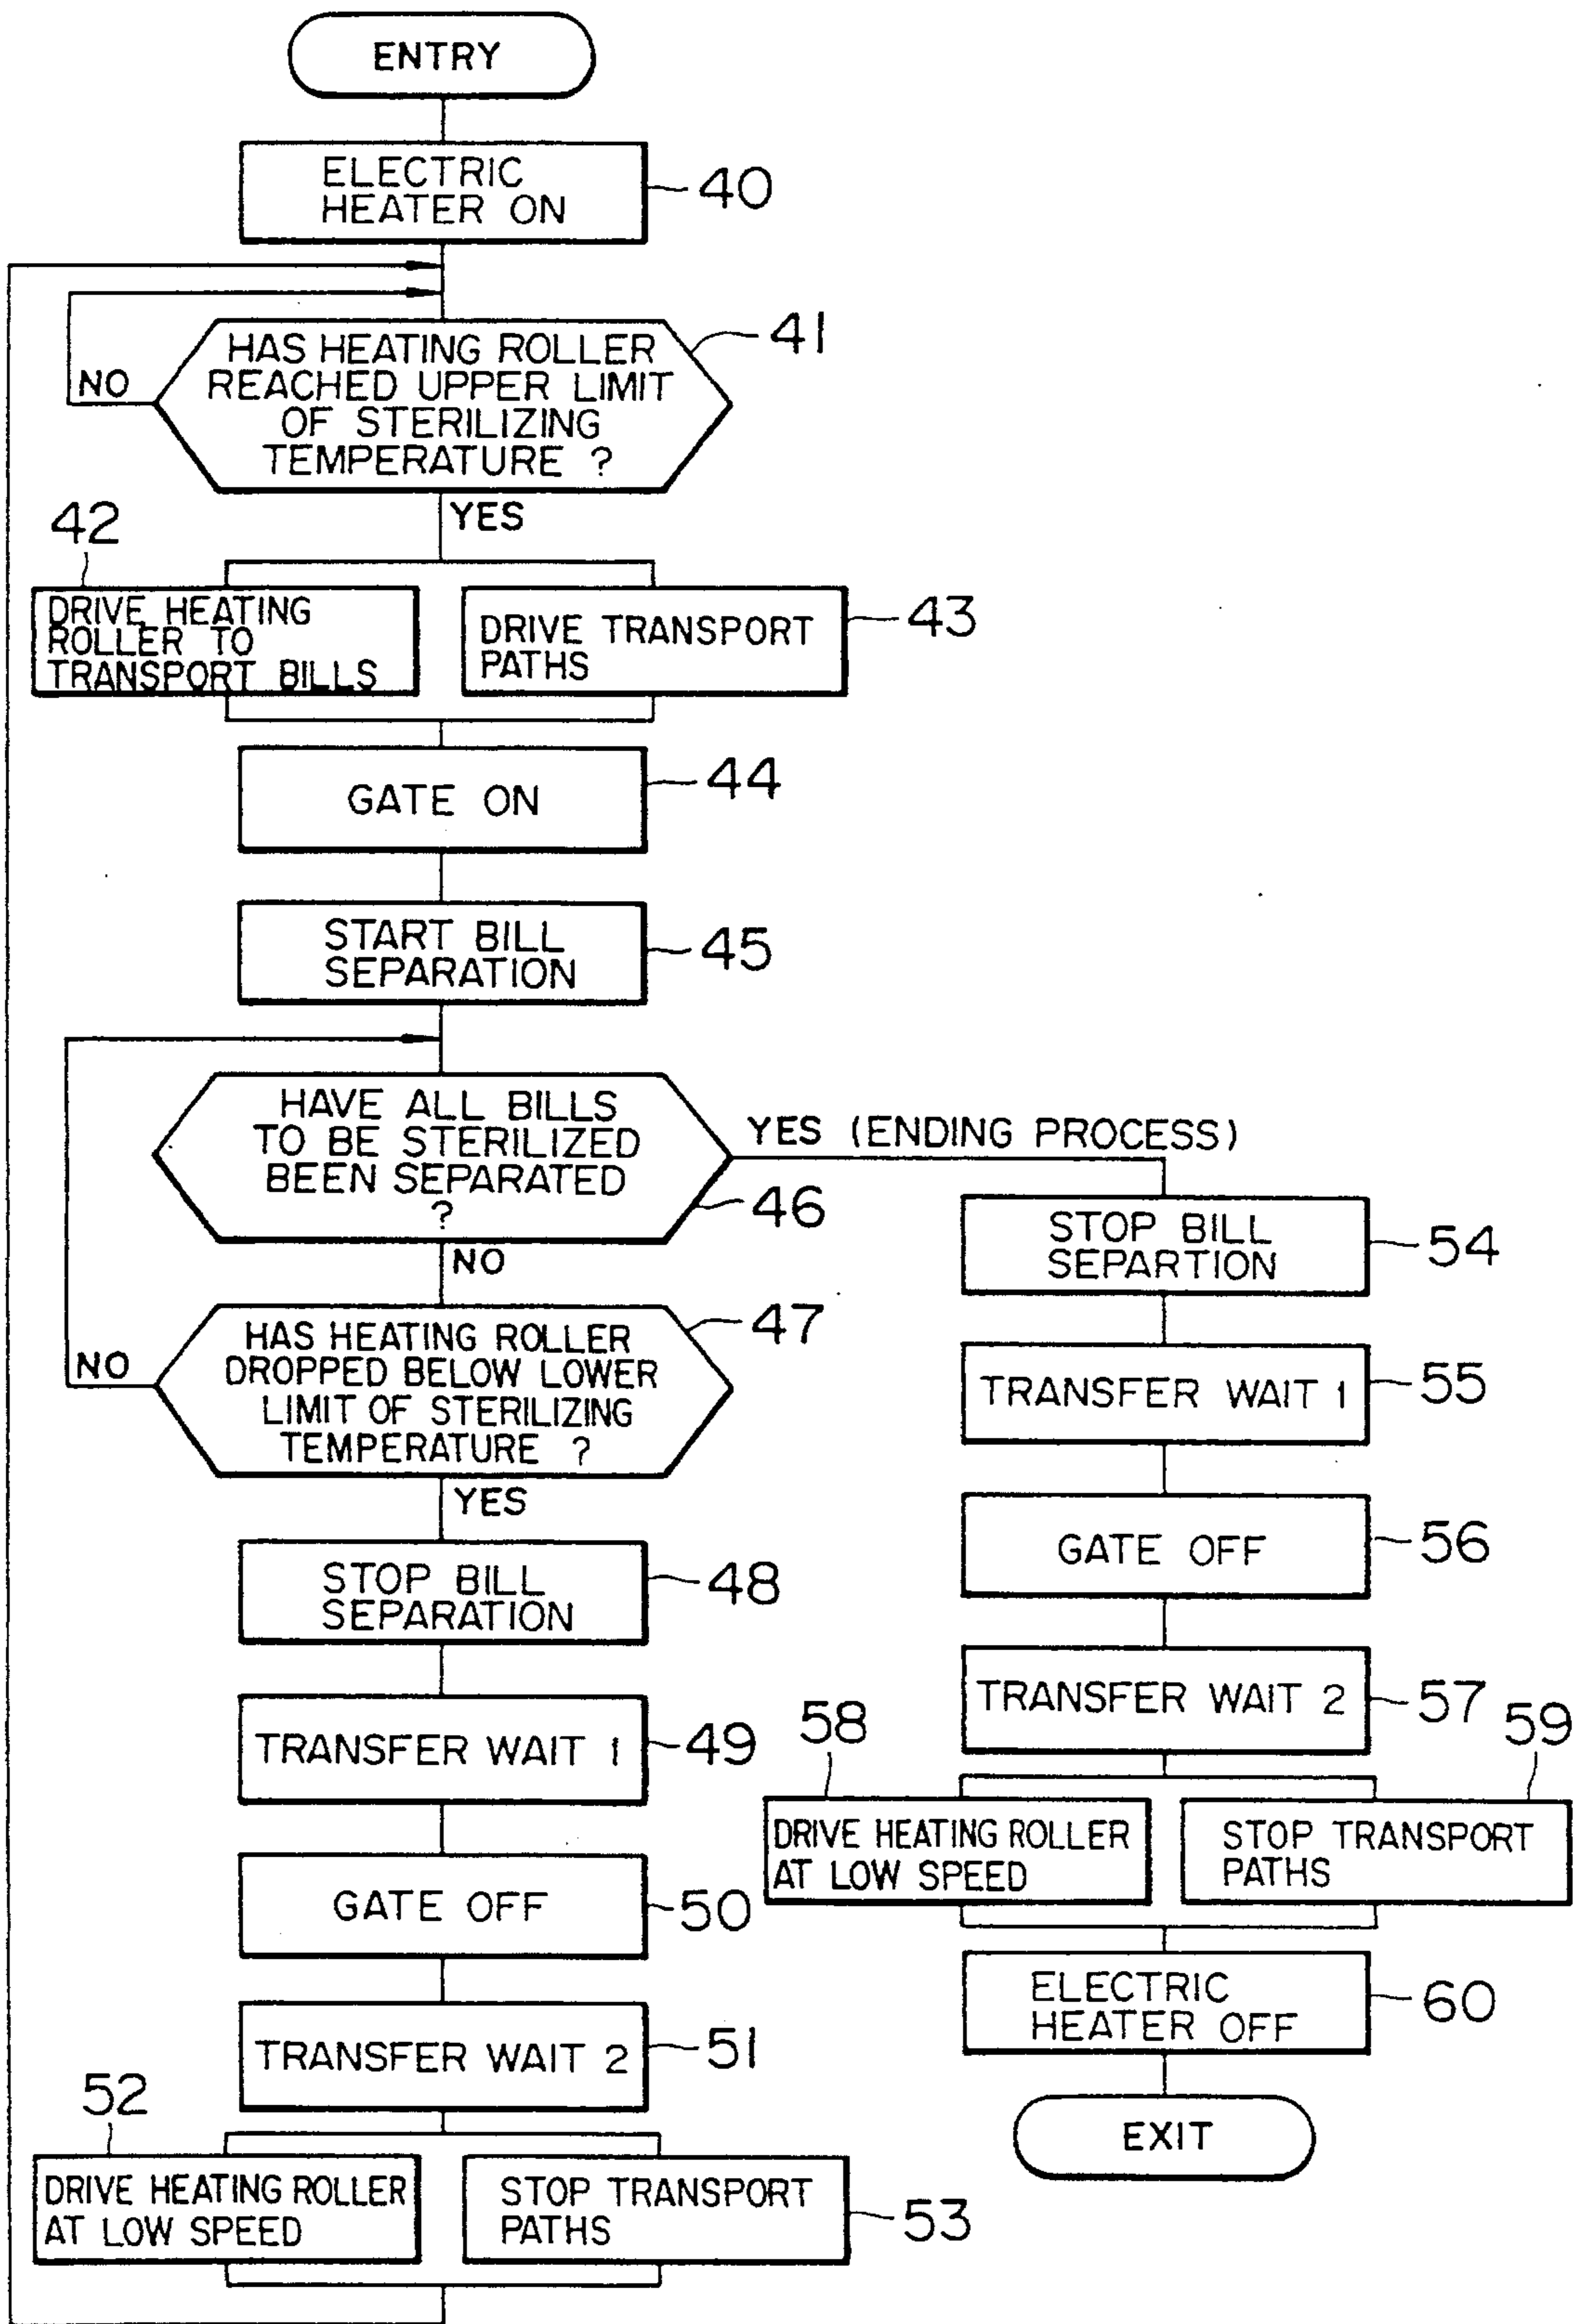 ENTRY
ELECTRIC
HEATER ON
40
HAS HEATING ROLLER
REACHED UPPER LIMIT
OF STERILIZING
TEMPERATURE ?
41
NO
YES
42
DRIVE HEATING
ROLLER TO
TRANSPORT BILLS
DRIVE TRANSPORT
PATHS
43
GATE ON
44
START BILL
SEPARATION
45
HAVE ALL BILLS
TO BE STERILIZED
BEEN SEPARATED
?
46
YES (ENDING PROCESS)
NO
HAS HEATING ROLLER
DROPPED BELOW LOWER
LIMIT OF STERILIZING
TEMPERATURE ?
47
NO
YES
STOP BILL
SEPARATION
48
TRANSFER WAIT 1
49
GATE OFF
50
TRANSFER WAIT 2
51
52
DRIVE HEATING ROLLER
AT LOW SPEED
STOP TRANSPORT
PATHS
53
STOP BILL
SEPARTION
54
TRANSFER WAIT 1
55
GATE OFF
56
TRANSFER WAIT 2
57
58
DRIVE HEATING ROLLER
AT LOW SPEED
59
STOP TRANSPORT
PATHS
ELECTRIC
HEATER OFF
60
EXIT